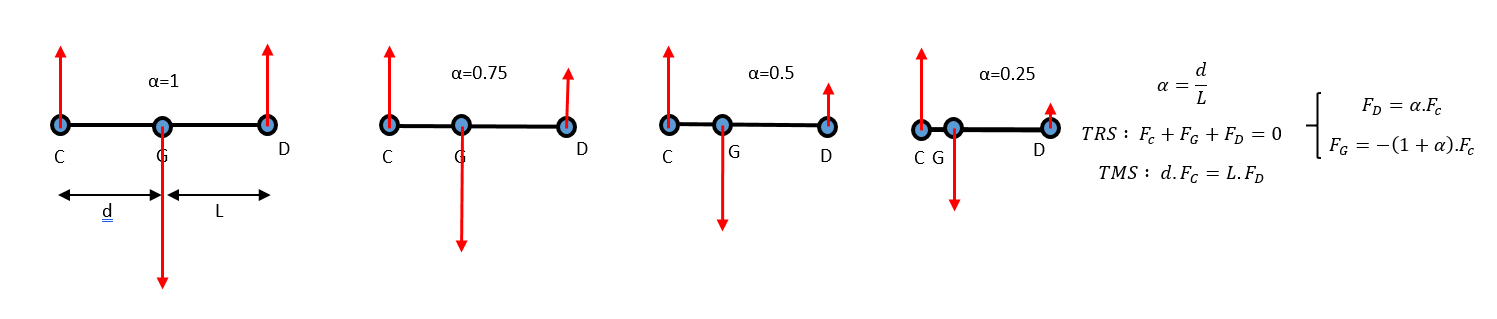 α=1
C
G
D
d
L
α=0.75
C
G
D
α=0.5
C
G
D
α=0.25
C
G
D
α = d/L
TRS : F_c + F_G + F_D = 0
TMS : d.F_C = L.F_D
F_D = α.F_c
F_G = −(1 + α).F_c